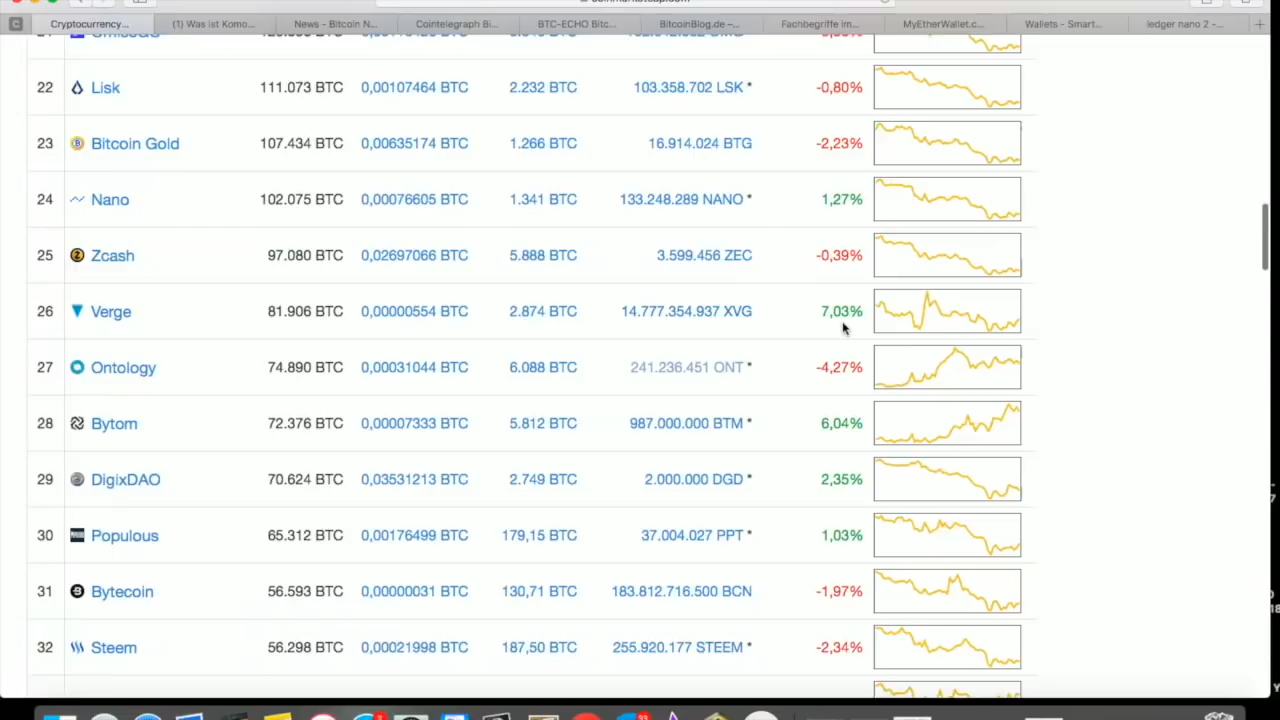 Cryptocurrency... (1) Was ist Komo... News - Bitcoin N... Cointelegraph Bi... BTC-ECHO Bitc... BitcoinBlog.de –... Fachbegriffe im... MyEtherWallet.c... Wallets - Smart... ledger nano 2 -...
22 Lisk 111.073 BTC 0,00107464 BTC 2.232 BTC 103.358.702 LSK * -0,80%
23 Bitcoin Gold 107.434 BTC 0,00635174 BTC 1.266 BTC 16.914.024 BTG -2,23%
24 Nano 102.075 BTC 0,00076605 BTC 1.341 BTC 133.248.289 NANO * 1,27%
25 Zcash 97.080 BTC 0,02697066 BTC 5.888 BTC 3.599.456 ZEC -0,39%
26 Verge 81.906 BTC 0,00000554 BTC 2.874 BTC 14.777.354.937 XVG 7,03%
27 Ontology 74.890 BTC 0,00031044 BTC 6.088 BTC 241.236.451 ONT * -4,27%
28 Bytom 72.376 BTC 0,00007333 BTC 5.812 BTC 987.000.000 BTM * 6,04%
29 DigixDAO 70.624 BTC 0,03531213 BTC 2.749 BTC 2.000.000 DGD * 2,35%
30 Populous 65.312 BTC 0,00176499 BTC 179,15 BTC 37.004.027 PPT * 1,03%
31 Bytecoin 56.593 BTC 0,00000031 BTC 130,71 BTC 183.812.716.500 BCN -1,97%
32 Steem 56.298 BTC 0,00021998 BTC 187,50 BTC 255.920.177 STEEM * -2,34%